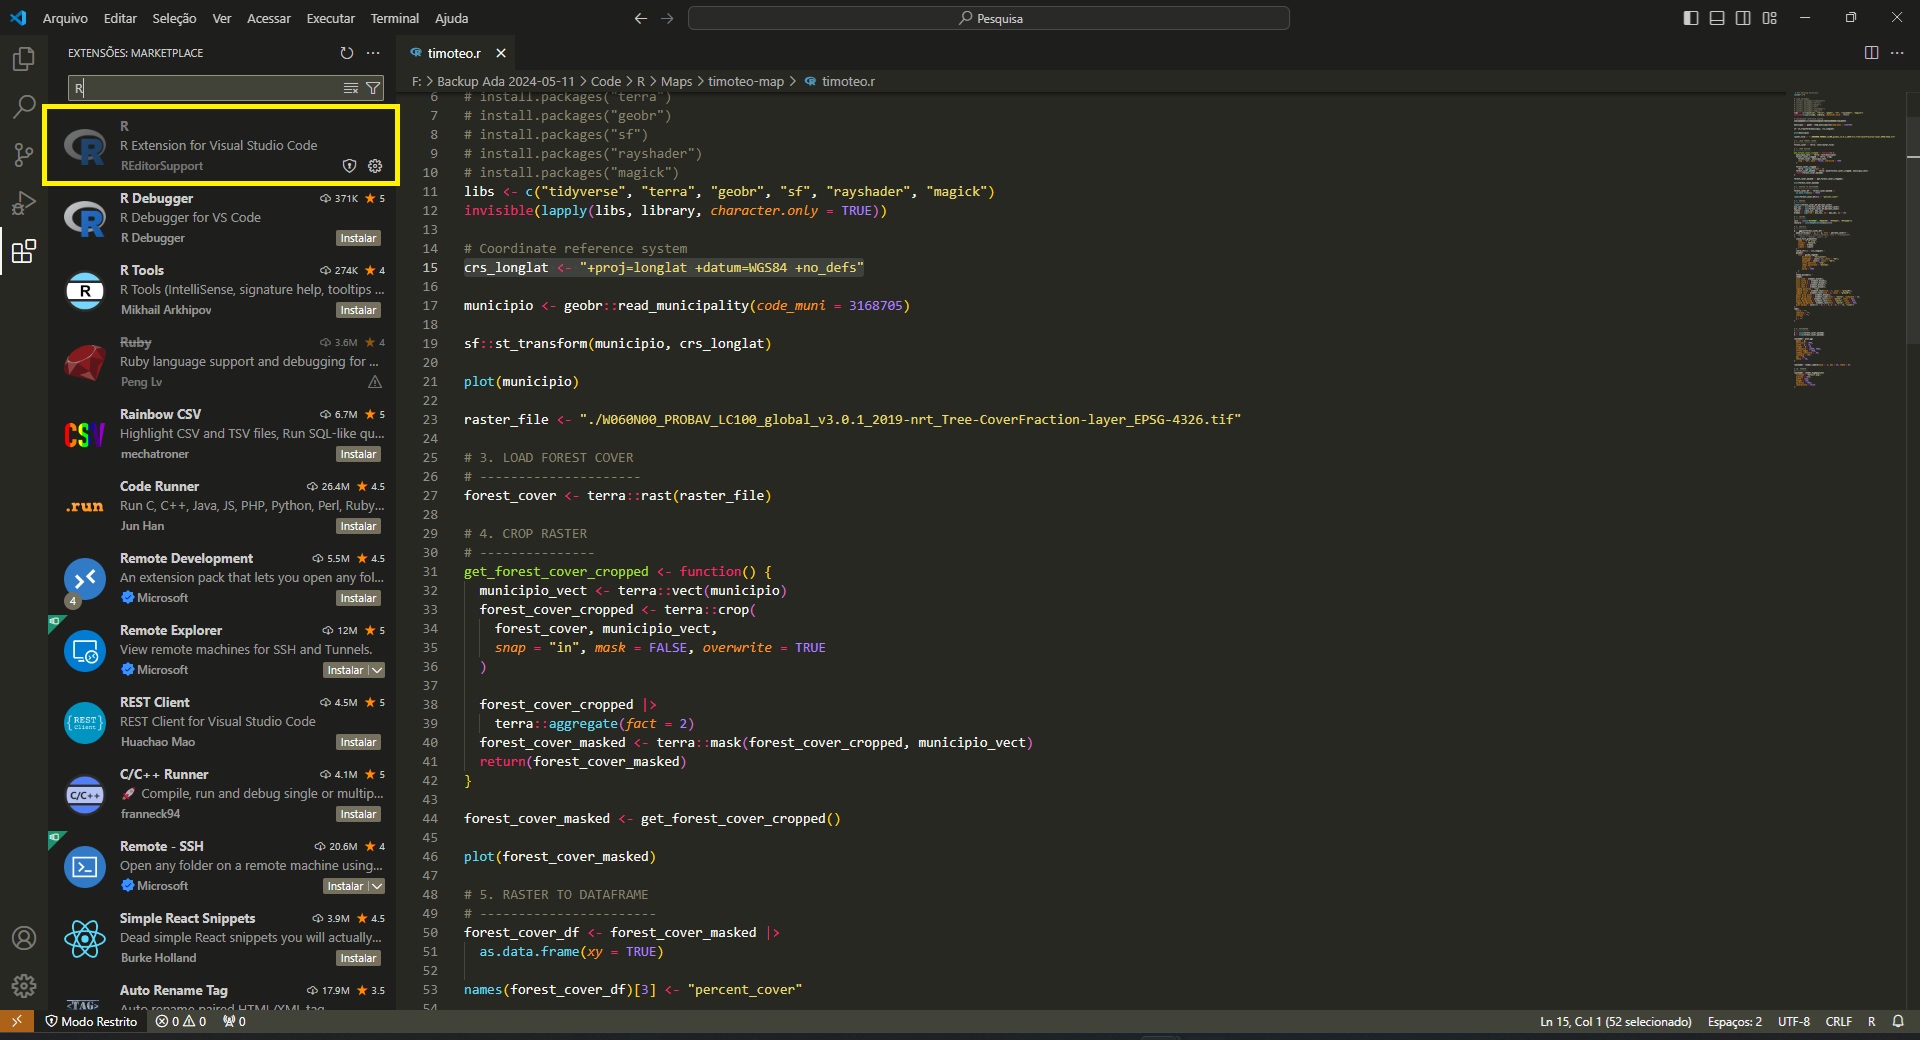 Arquivo Editar Seleção Ver Acessar Executar Terminal Ajuda
Pesquisa
EXTENSÕES: MARKETPLACE
R
R
R Extension for Visual Studio Code
REditorSupport
R Debugger 371K 5
R Debugger for VS Code
R Debugger Instalar
R Tools 274K 4
R Tools (IntelliSense, signature help, tooltips ...
Mikhail Arkhipov Instalar
Ruby 3.6M 4
Ruby language support and debugging for ...
Peng Lv
Rainbow CSV 6.7M 5
Highlight CSV and TSV files, Run SQL-like qu...
mechatroner Instalar
CSV
Code Runner 26.4M 4.5
Run C, C++, Java, JS, PHP, Python, Perl, Ruby...
Jun Han Instalar
.run
Remote Development 5.5M 4.5
An extension pack that lets you open any fol...
Microsoft Instalar
4
Remote Explorer 12M 5
View remote machines for SSH and Tunnels.
Microsoft Instalar
REST Client 4.5M 5
REST Client for Visual Studio Code
Huachao Mao Instalar
{REST}
Client
C/C++ Runner 4.1M 5
🚀 Compile, run and debug single or multip...
franneck94 Instalar
C/C++
Remote - SSH 20.6M 4
Open any folder on a remote machine using...
Microsoft Instalar
Simple React Snippets 3.9M 4.5
Dead simple React snippets you will actually...
Burke Holland Instalar
Auto Rename Tag 17.9M 3.5
Auto rename paired HTML/XML tag
<TAG>
timoteo.r
F: > Backup Ada 2024-05-11 > Code > R > Maps > timoteo-map > timoteo.r
6 # install.packages("terra")
7 # install.packages("geobr")
8 # install.packages("sf")
9 # install.packages("rayshader")
10 # install.packages("magick")
11 libs <- c("tidyverse", "terra", "geobr", "sf", "rayshader", "magick")
12 invisible(lapply(libs, library, character.only = TRUE))
13
14 # Coordinate reference system
15 crs_longlat <- "+proj=longlat +datum=WGS84 +no_defs"
16
17 municipio <- geobr::read_municipality(code_muni = 3168705)
18
19 sf::st_transform(municipio, crs_longlat)
20
21 plot(municipio)
22
23 raster_file <- "./W060N00_PROBAV_LC100_global_v3.0.1_2019-nrt_Tree-CoverFraction-layer_EPSG-4326.tif"
24
25 # 3. LOAD FOREST COVER
26 # ---------------------
27 forest_cover <- terra::rast(raster_file)
28
29 # 4. CROP RASTER
30 # ---------------
31 get_forest_cover_cropped <- function() {
32 municipio_vect <- terra::vect(municipio)
33 forest_cover_cropped <- terra::crop(
34 forest_cover, municipio_vect,
35 snap = "in", mask = FALSE, overwrite = TRUE
36 )
37
38 forest_cover_cropped |>
39 terra::aggregate(fact = 2)
40 forest_cover_masked <- terra::mask(forest_cover_cropped, municipio_vect)
41 return(forest_cover_masked)
42 }
43
44 forest_cover_masked <- get_forest_cover_cropped()
45
46 plot(forest_cover_masked)
47
48 # 5. RASTER TO DATAFRAME
49 # -----------------------
50 forest_cover_df <- forest_cover_masked |>
51 as.data.frame(xy = TRUE)
52
53 names(forest_cover_df)[3] <- "percent_cover"
54
Modo Restrito 0 0 0
Ln 15, Col 1 (52 selecionado) Espaços: 2 UTF-8 CRLF R